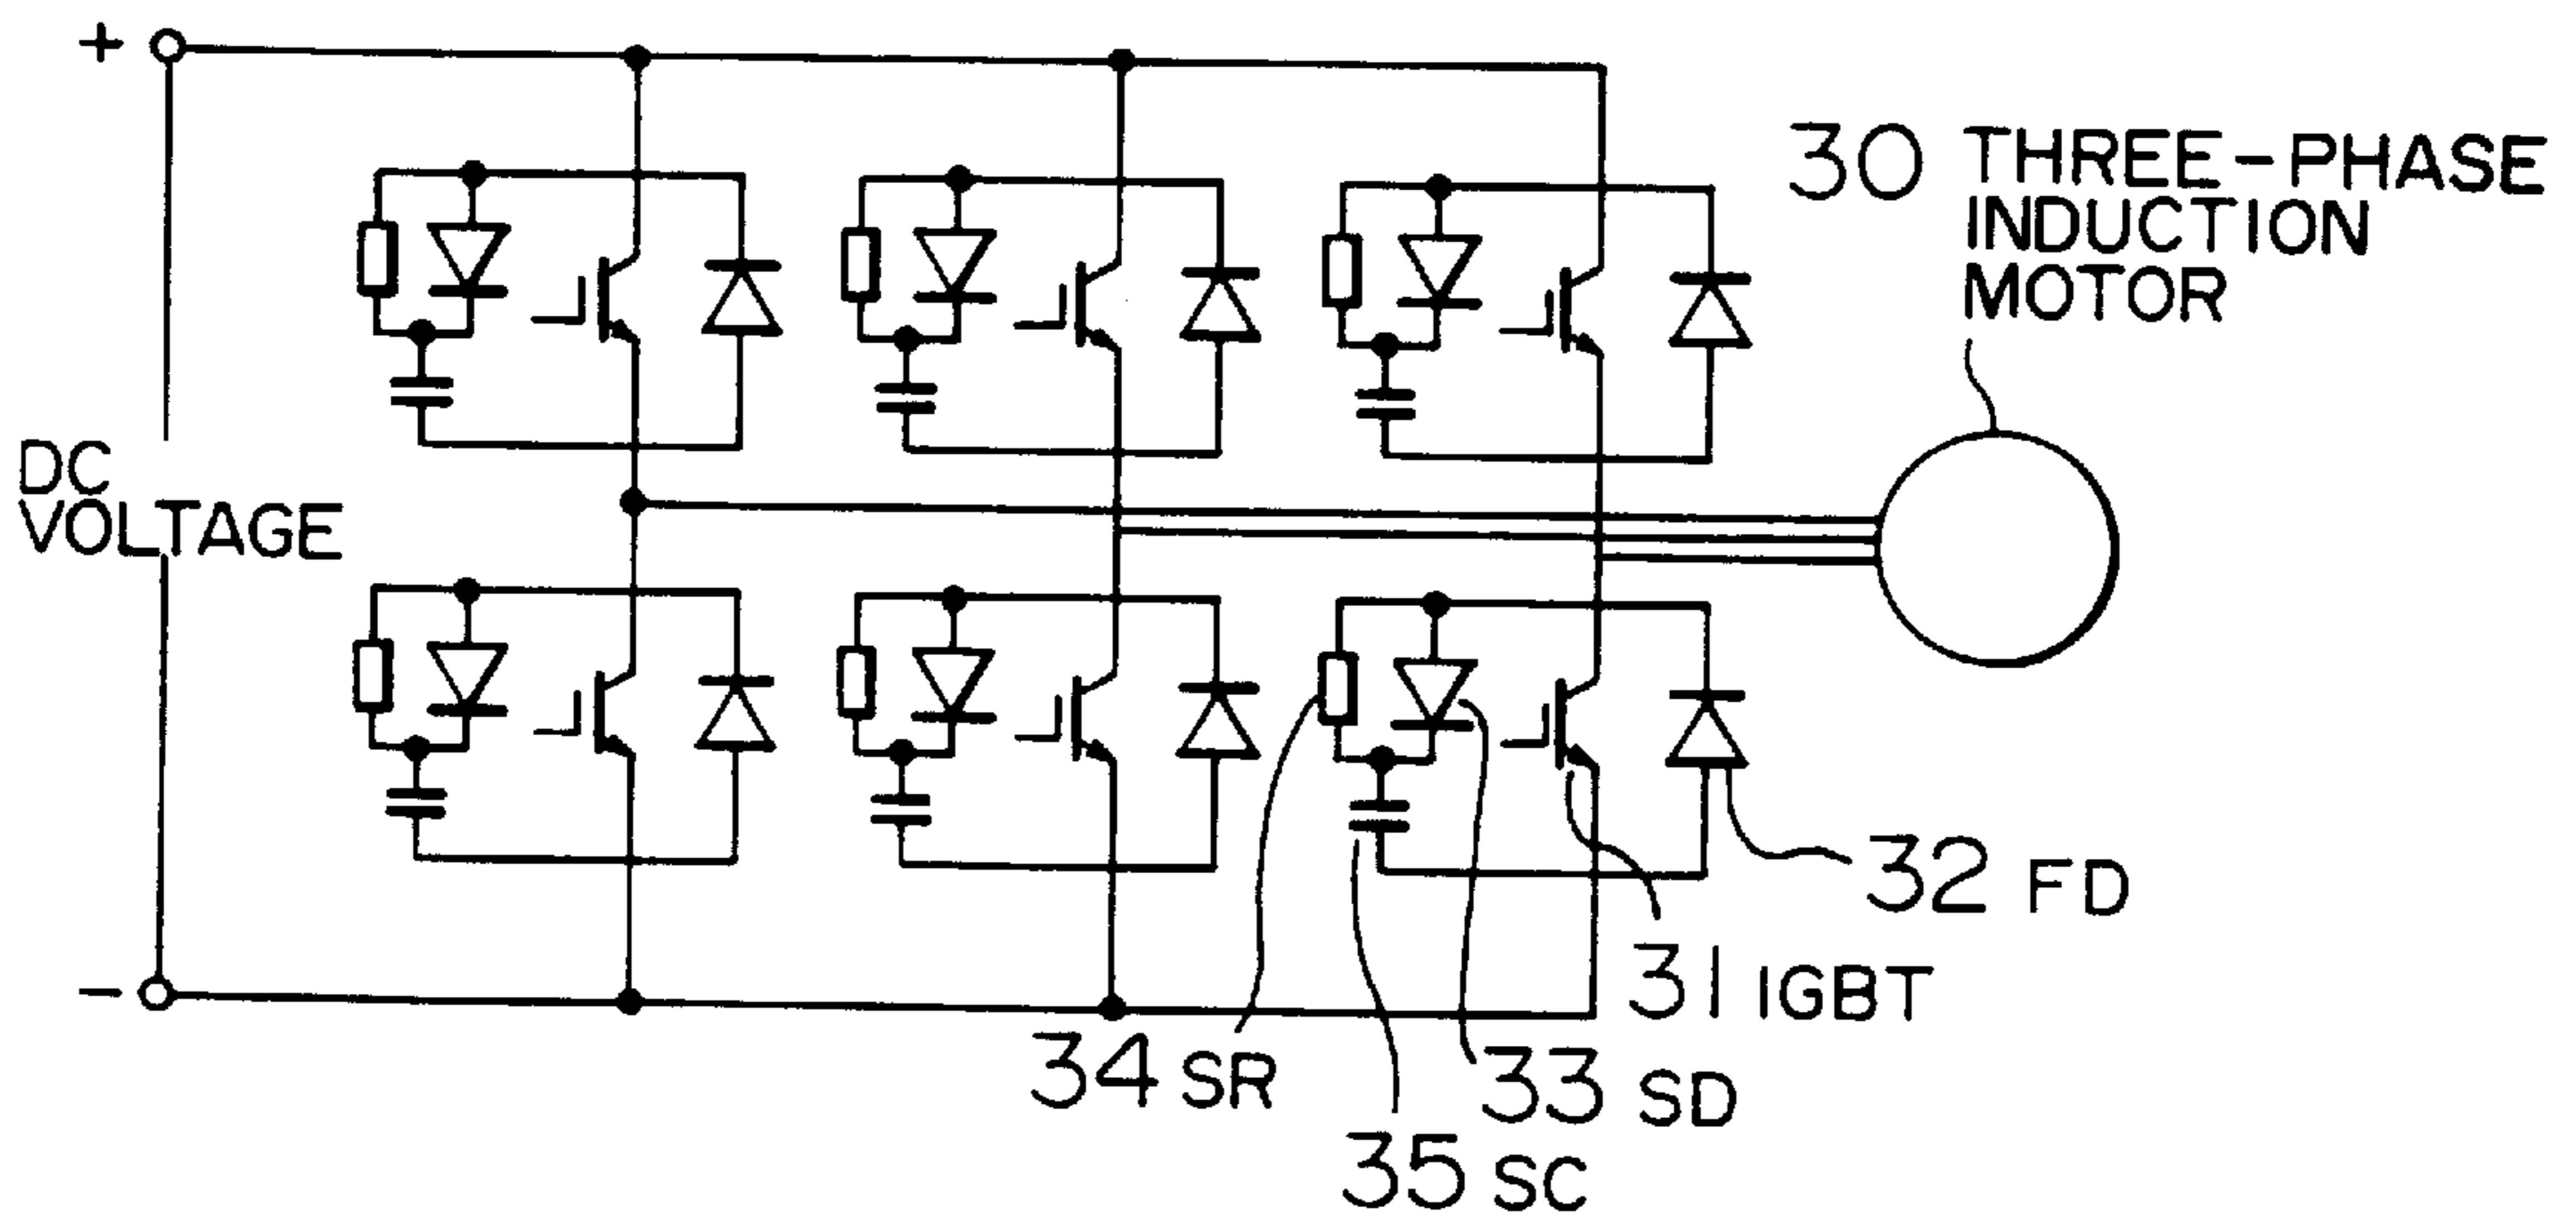 +
30 THREE-PHASE
INDUCTION
MOTOR
DC
VOLTAGE
32 FD
31 IGBT
-
34 SR
33 SD
35 SC